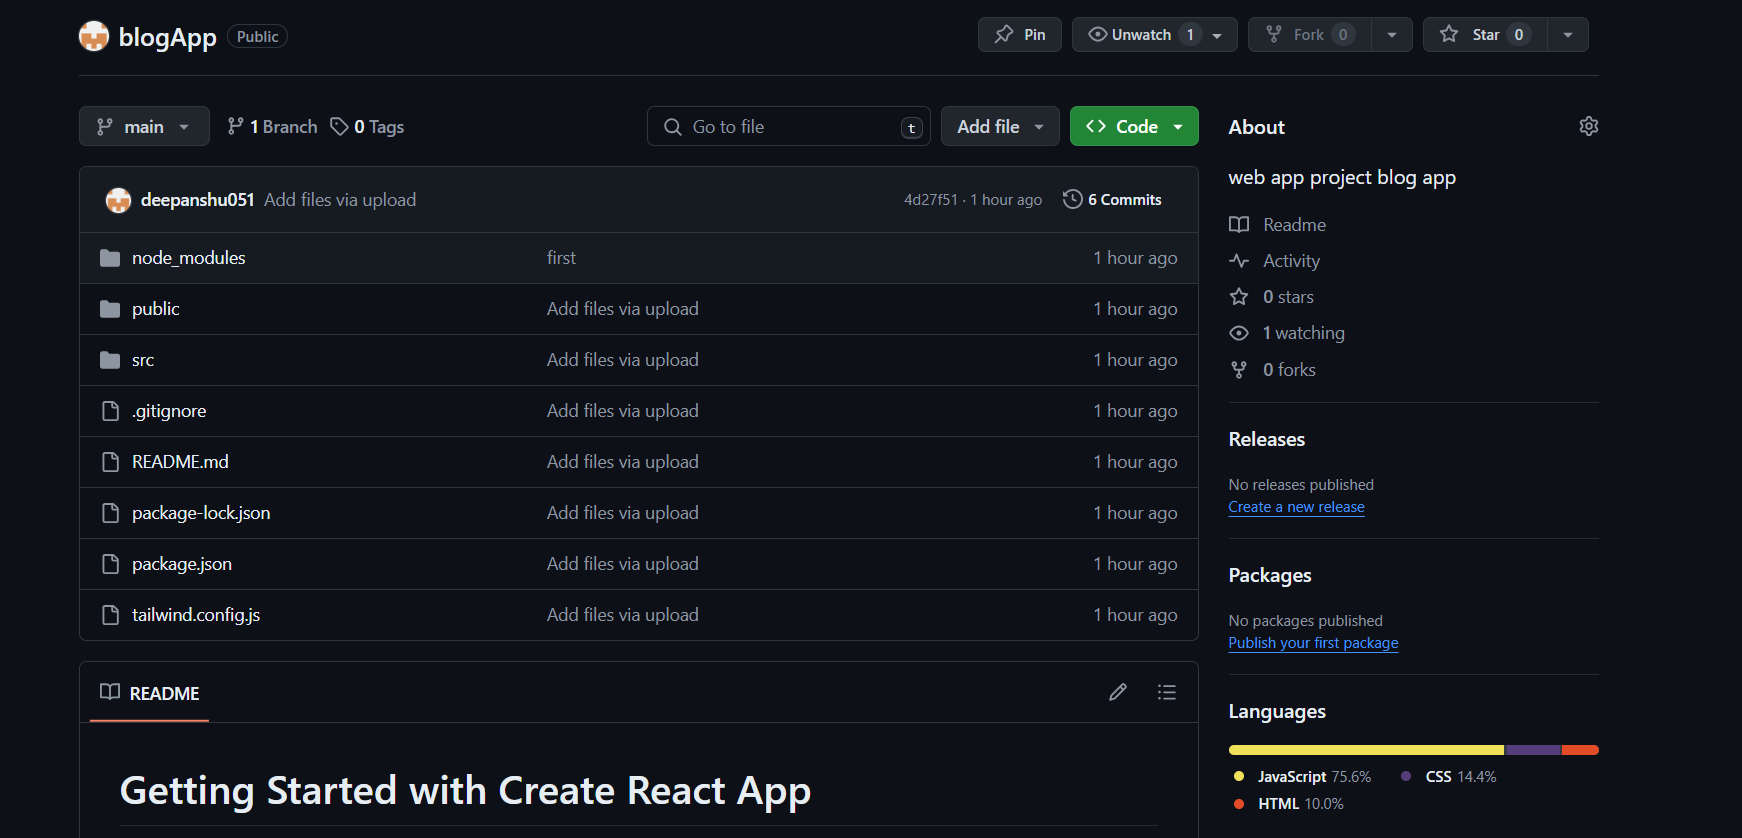 blogApp Public
Pin
Unwatch 1
Fork 0
Star 0
main
1 Branch
0 Tags
Go to file
t
Add file
Code
deepanshu051 Add files via upload
4d27f51 · 1 hour ago
6 Commits
node_modules first 1 hour ago
public Add files via upload 1 hour ago
src Add files via upload 1 hour ago
.gitignore Add files via upload 1 hour ago
README.md Add files via upload 1 hour ago
package-lock.json Add files via upload 1 hour ago
package.json Add files via upload 1 hour ago
tailwind.config.js Add files via upload 1 hour ago
README
Getting Started with Create React App
About
web app project blog app
Readme
Activity
0 stars
1 watching
0 forks
Releases
No releases published
Create a new release
Packages
No packages published
Publish your first package
Languages
JavaScript 75.6% CSS 14.4%
HTML 10.0%